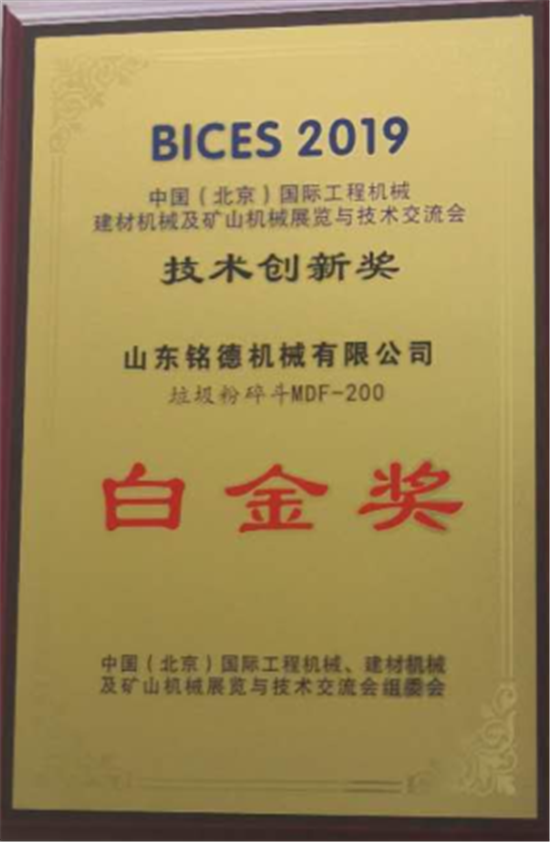 BICES 2019
中国（北京）国际工程机械
建材机械及矿山机械展览与技术交流会
技术创新奖
山东铭德机械有限公司
垃圾粉碎斗MDF-200
白金奖
中国（北京）国际工程机械、建材机械
及矿山机械展览与技术交流会组委会